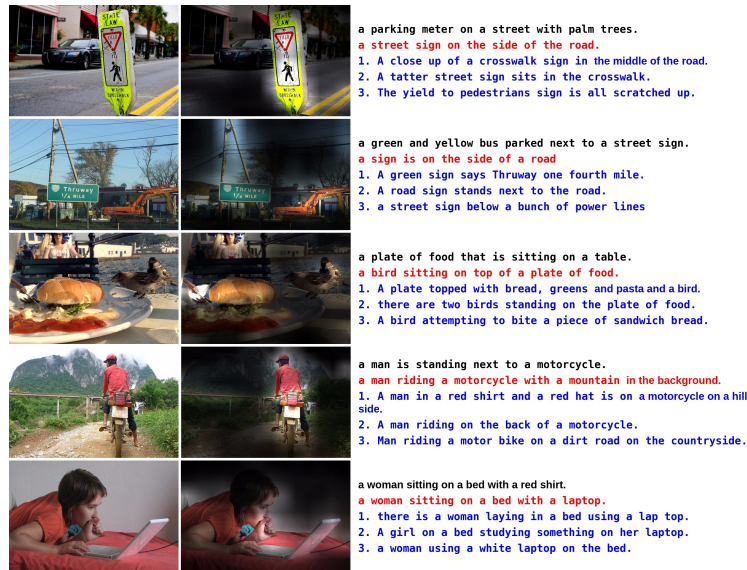 STATE
LAW
TO
WITHIN
CROSSWALK
a parking meter on a street with palm trees.
a street sign on the side of the road.
1. A close up of a crosswalk sign in the middle of the road.
2. A tatter street sign sits in the crosswalk.
3. The yield to pedestrians sign is all scratched up.
Thruway
1/4 MILE
Thruway
1/4 MILE
a green and yellow bus parked next to a street sign.
a sign is on the side of a road
1. A green sign says Thruway one fourth mile.
2. A road sign stands next to the road.
3. a street sign below a bunch of power lines
a plate of food that is sitting on a table.
a bird sitting on top of a plate of food.
1. A plate topped with bread, greens and pasta and a bird.
2. there are two birds standing on the plate of food.
3. A bird attempting to bite a piece of sandwich bread.
a man is standing next to a motorcycle.
a man riding a motorcycle with a mountain in the background.
1. A man in a red shirt and a red hat is on a motorcycle on a hill
side.
2. A man riding on the back of a motorcycle.
3. Man riding a motor bike on a dirt road on the countryside.
a woman sitting on a bed with a red shirt.
a woman sitting on a bed with a laptop.
1. there is a woman laying in a bed using a lap top.
2. A girl on a bed studying something on her laptop.
3. a woman using a white laptop on the bed.